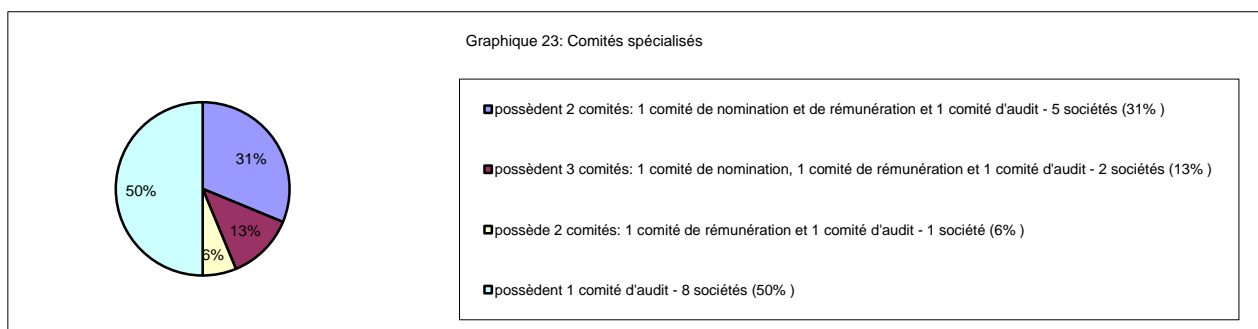 Graphique 23: Comités spécialisés
possèdent 2 comités: 1 comité de nomination et de rémunération et 1 comité d'audit - 5 sociétés (31% )
possèdent 3 comités: 1 comité de nomination, 1 comité de rémunération et 1 comité d'audit - 2 sociétés (13% )
possède 2 comités: 1 comité de rémunération et 1 comité d'audit - 1 société (6% )
possèdent 1 comité d'audit - 8 sociétés (50% )
31%
13%
6%
50%